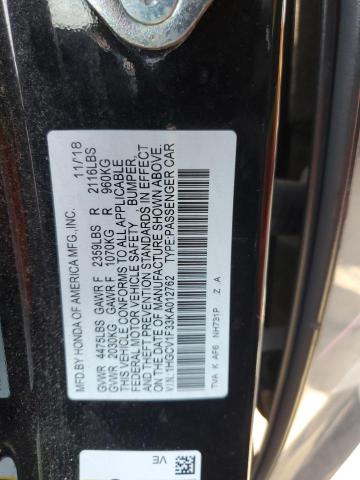 MFD.BY HONDA OF AMERICA MFG.,INC. 11/18
GVWR 4475LBS GAWR F 2359LBS R 2116LBS
GVWR 2030KG GAWR F 1070KG R 960KG
THIS VEHICLE CONFORMS TO ALL APPLICABLE
FEDERAL MOTOR VEHICLE SAFETY, BUMPER,
AND THEFT PREVENTION STANDARDS IN EFFECT
ON THE DATE OF MANUFACTURE SHOWN ABOVE.
V.I.N.:1HGCV1F33KA012762 TYPE:PASSENGER CAR
TVA K AF6 NH731P Z A
VE